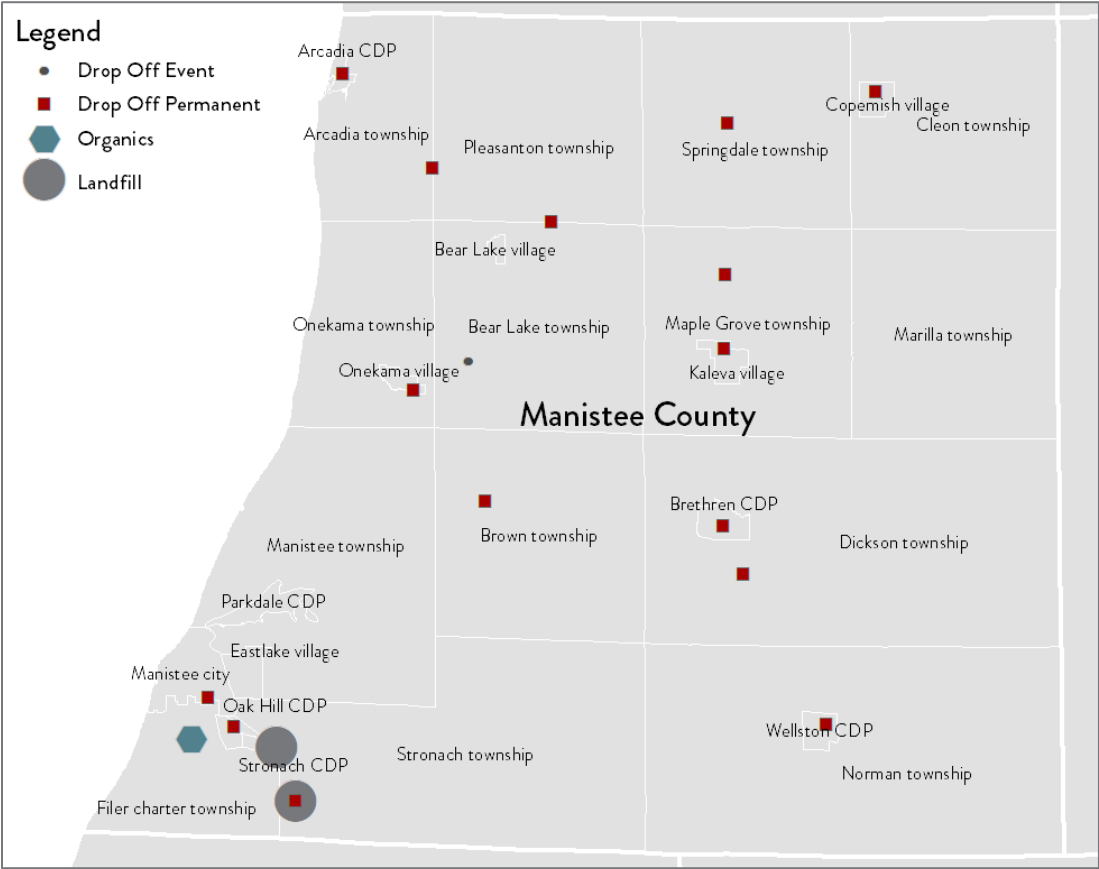 Legend
Drop Off Event
Drop Off Permanent
Organics
Landfill
Arcadia CDP
Copemish village
Cleon township
Arcadia township
Pleasanton township
Springdale township
Bear Lake village
Onekama township
Bear Lake township
Maple Grove township
Marilla township
Onekama village
Kaleva village
Manistee County
Brethren CDP
Brown township
Manistee township
Dickson township
Parkdale CDP
Eastlake village
Manistee city
Oak Hill CDP
Wellston CDP
Stronach township
Stronach CDP
Norman township
Filer charter township